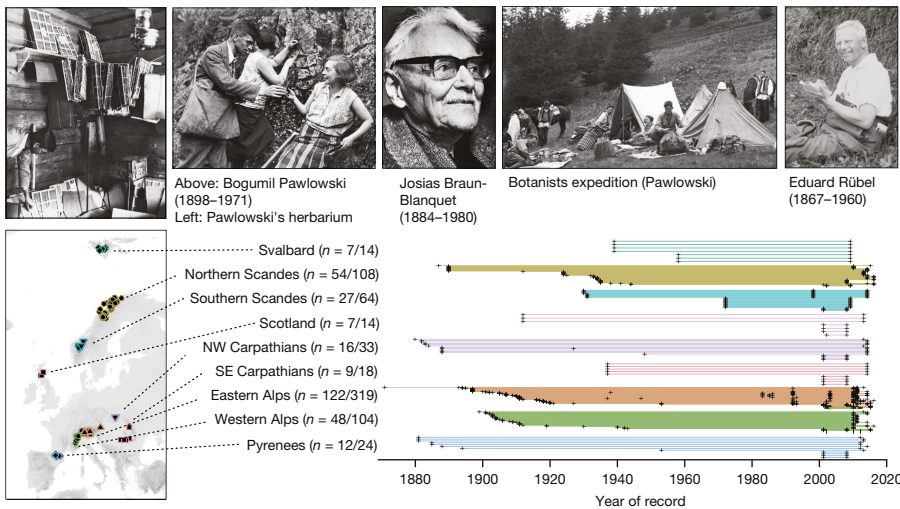 Above: Bogumil Pawlowski
(1898–1971)
Left: Pawlowski's herbarium
Josias Braun-
Blanquet
(1884–1980)
Botanists expedition (Pawlowski)
Eduard Rübel
(1867–1960)
Svalbard (n = 7/14)
Northern Scandes (n = 54/108)
Southern Scandes (n = 27/64)
Scotland (n = 7/14)
NW Carpathians (n = 16/33)
SE Carpathians (n = 9/18)
Eastern Alps (n = 122/319)
Western Alps (n = 48/104)
Pyrenees (n = 12/24)
1880 1900 1920 1940 1960 1980 2000 2020
Year of record